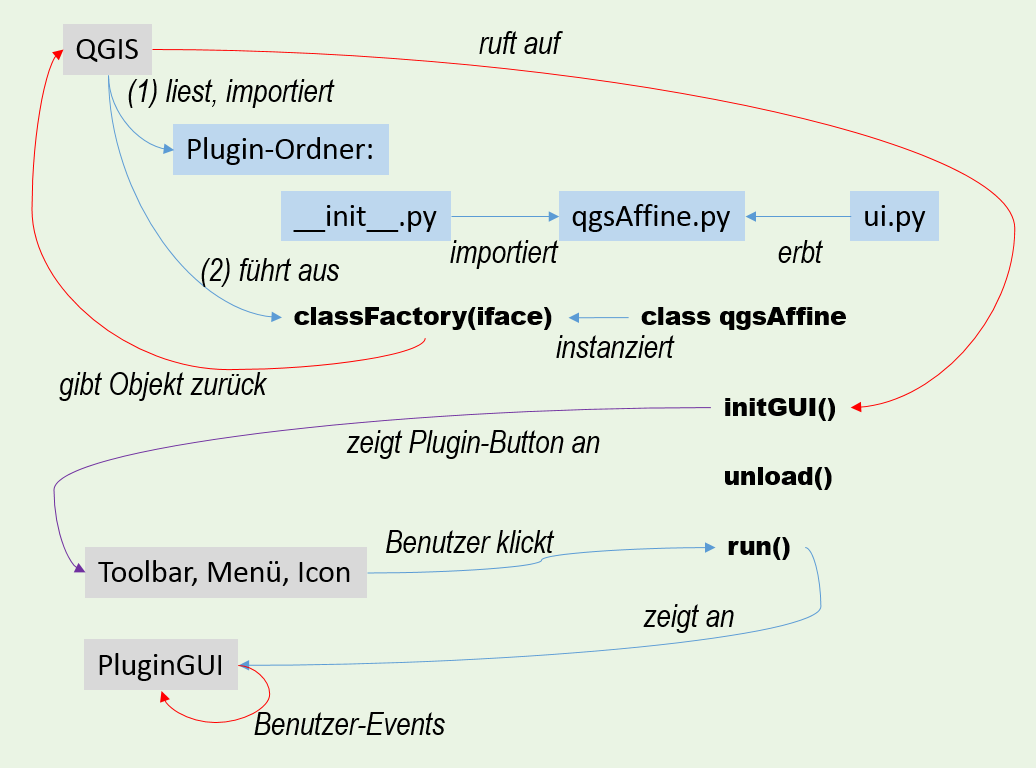 QGIS
ruft auf
(1) liest, importiert
Plugin-Ordner:
__init__.py
qgsAffine.py
ui.py
importiert
erbt
(2) führt aus
classFactory(iface)
class qgsAffine
instanziert
gibt Objekt zurück
initGUI()
zeigt Plugin-Button an
unload()
Benutzer klickt
run()
Toolbar, Menü, Icon
zeigt an
PluginGUI
Benutzer-Events